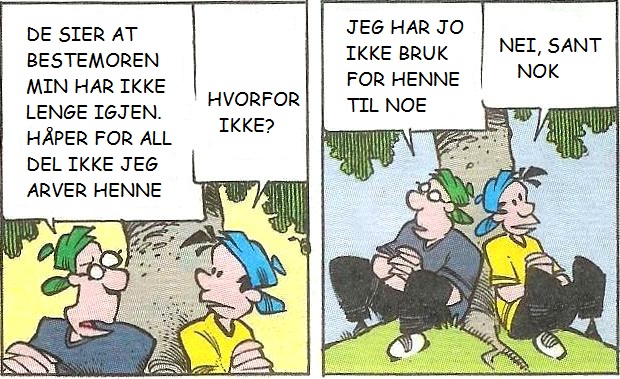 DE SIER AT
BESTEMOREN
MIN HAR IKKE
LENGE IGJEN.
HÅPER FOR ALL
DEL IKKE JEG
ARVER HENNE
HVORFOR
IKKE?
JEG HAR JO
IKKE BRUK
FOR HENNE
TIL NOE
NEI, SANT
NOK